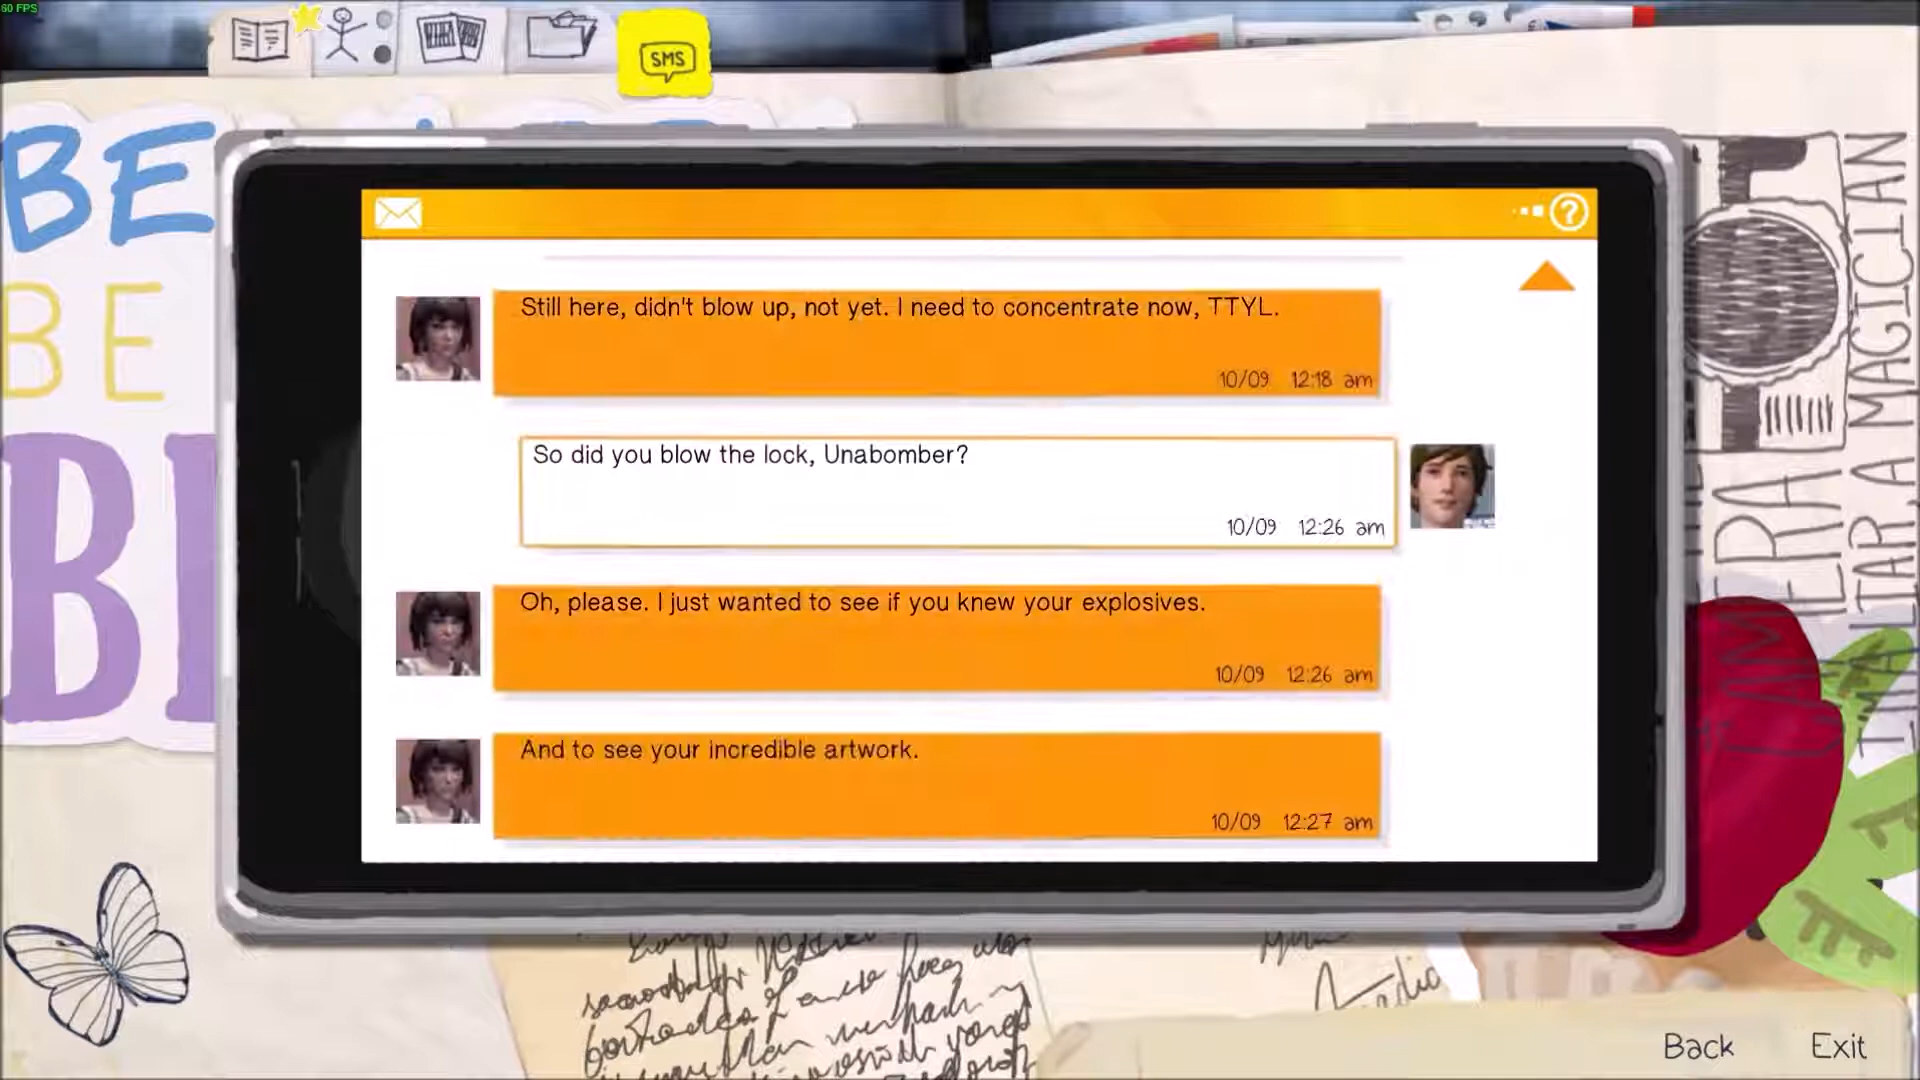 60 FPS
SMS
BE
BE
Still here, didn't blow up, not yet. I need to concentrate now, TTYL.
10/09 12:18 am
So did you blow the lock, Unabomber?
10/09 12:26 am
Oh, please. I just wanted to see if you knew your explosives.
10/09 12:26 am
And to see your incredible artwork.
10/09 12:27 am
MAGICIAN
Back
Exit